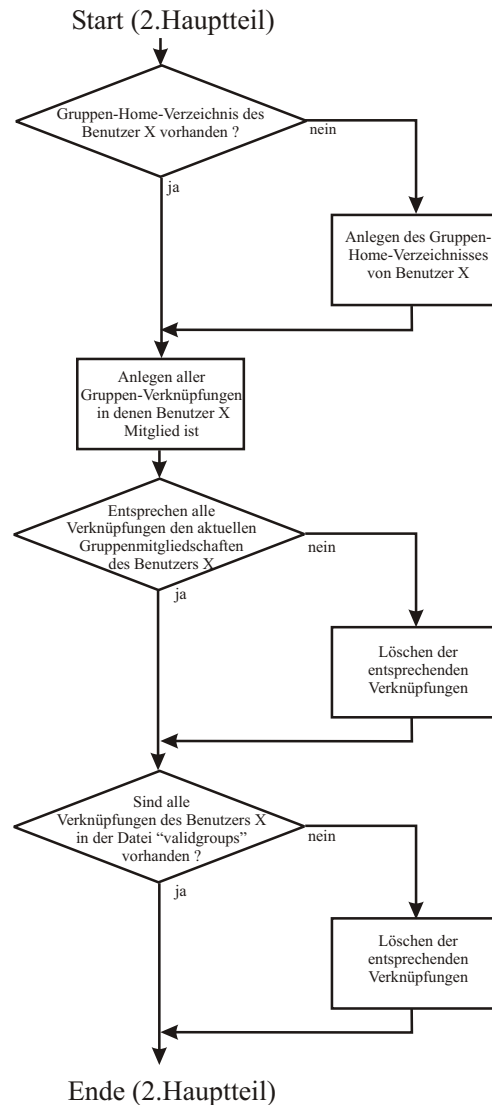 Start (2.Hauptteil)
Gruppen-Home-Verzeichnis des
Benutzer X vorhanden ?
nein
ja
Anlegen des Gruppen-
Home-Verzeichnisses
von Benutzer X
Anlegen aller
Gruppen-Verknüpfungen
in denen Benutzer X
Mitglied ist
Entsprechen alle
Verknüpfungen den aktuellen
Gruppenmitgliedschaften
des Benutzers X
nein
ja
Löschen der
entsprechenden
Verknüpfungen
Sind alle
Verknüpfungen des Benutzers X
in der Datei “validgroups”
vorhanden ?
nein
ja
Löschen der
entsprechenden
Verknüpfungen
Ende (2.Hauptteil)